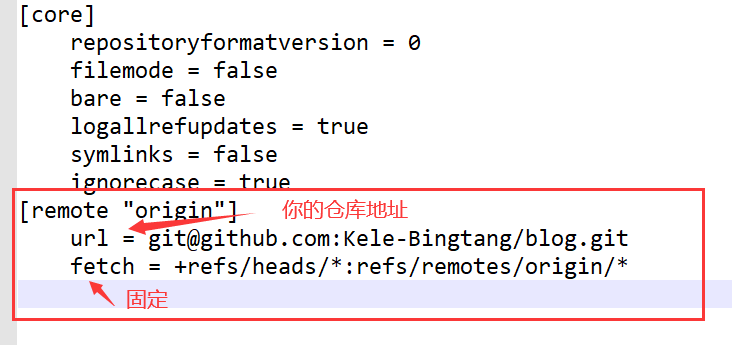 [core]
repositoryformatversion = 0
filemode = false
bare = false
logallrefupdates = true
symlinks = false
ignorecase = true
[remote "origin"]
你的仓库地址
url = git@github.com:Kele-Bingtang/blog.git
fetch = +refs/heads/*:refs/remotes/origin/*
固定